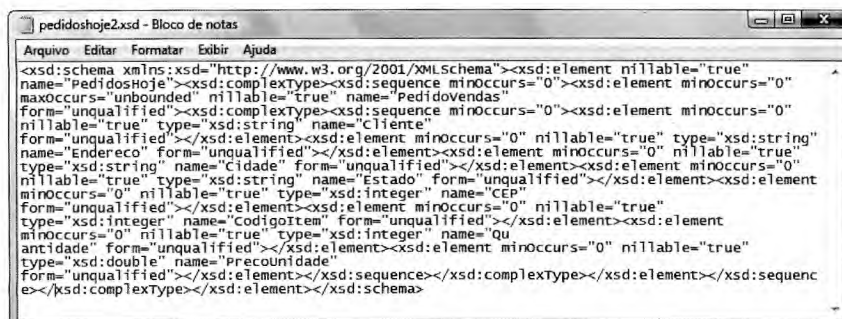 pedidoshoje2.xsd - Bloco de notas
Arquivo Editar Formatar Exibir Ajuda
<xsd:schema xmlns:xsd="http://www.w3.org/2001/XMLSchema"><xsd:element nillable="true"
name="PedidosHoje"><xsd:complexType><xsd:sequence minOccurs="0"><xsd:element minOccurs="0"
maxOccurs="unbounded" nillable="true" name="PedidoVendas"
form="unqualified"><xsd:complexType><xsd:sequence minOccurs="0"><xsd:element minOccurs="0"
nillable="true" type="xsd:string" name="Cliente"
form="unqualified"></xsd:element><xsd:element minOccurs="0" nillable="true" type="xsd:string"
name="Endereco" form="unqualified"></xsd:element><xsd:element minOccurs="0" nillable="true"
type="xsd:string" name="Cidade" form="unqualified"></xsd:element><xsd:element minOccurs="0"
nillable="true" type="xsd:string" name="Estado" form="unqualified"></xsd:element><xsd:element
minOccurs="0" nillable="true" type="xsd:integer" name="CEP"
form="unqualified"></xsd:element><xsd:element minOccurs="0" nillable="true"
type="xsd:integer" name="CodigoItem" form="unqualified"></xsd:element><xsd:element
minOccurs="0" nillable="true" type="xsd:integer" name="Qu
antidade" form="unqualified"></xsd:element><xsd:element minOccurs="0" nillable="true"
type="xsd:double" name="PrecoUnidade"
form="unqualified"></xsd:element></xsd:sequence></xsd:complexType></xsd:element></xsd:sequenc
e></xsd:complexType></xsd:element></xsd:schema>